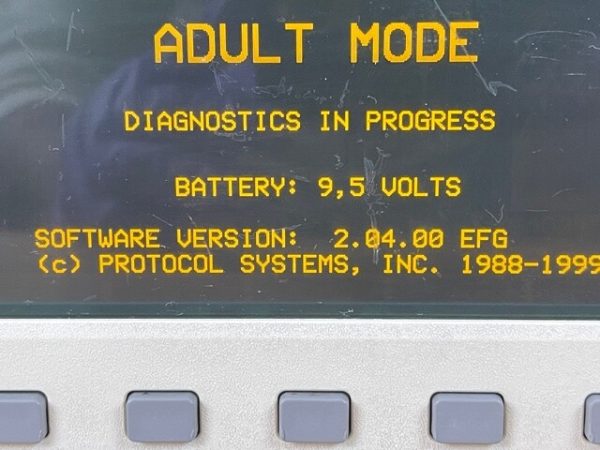 ADULT MODE
DIAGNOSTICS IN PROGRESS
BATTERY: 9,5 VOLTS
SOFTWARE VERSION: 2.04.00 EFG
(c) PROTOCOL SYSTEMS, INC. 1988-1999